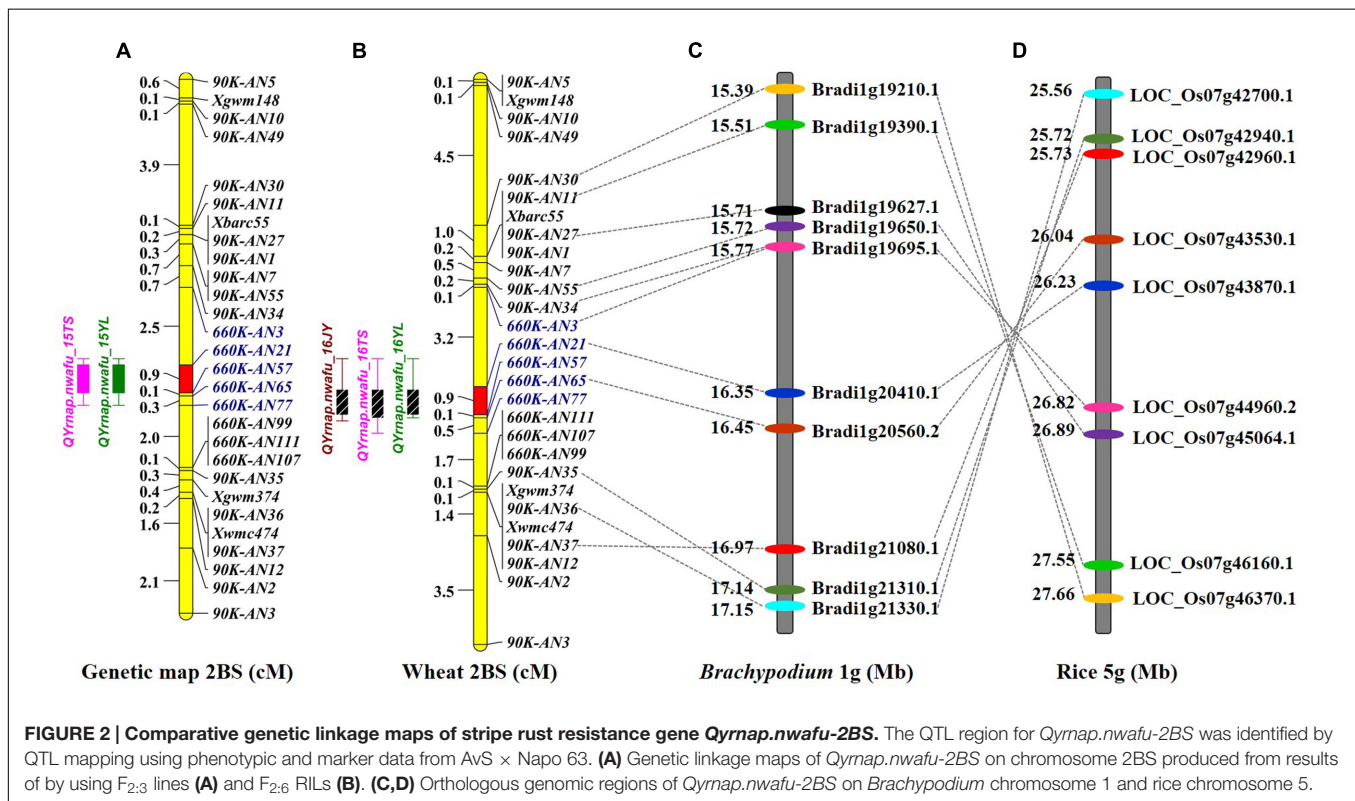 A
B
C
D
0.6
0.1
0.1
3.9
0.1
0.2
0.3
0.7
0.7
2.5
0.9
0.1
0.3
2.0
0.1
0.3
0.4
0.2
1.6
2.1
90K-AN5
Xgwm148
90K-AN10
90K-AN49
90K-AN30
90K-AN11
Xbarc55
90K-AN27
90K-AN1
90K-AN7
90K-AN55
90K-AN34
660K-AN3
660K-AN21
660K-AN57
660K-AN65
660K-AN77
660K-AN99
660K-AN111
660K-AN107
90K-AN35
Xgwm374
90K-AN36
Xwmc474
90K-AN37
90K-AN12
90K-AN2
90K-AN3
QYrnap.nwafu_15TS
QYrnap.nwafu_15YL
Genetic map 2BS (cM)
0.1
0.1
4.5
1.0
0.2
0.5
0.2
0.1
3.2
0.9
0.1
0.5
1.7
0.1
0.1
1.4
3.5
90K-AN5
Xgwm148
90K-AN10
90K-AN49
90K-AN30
90K-AN11
Xbarc55
90K-AN27
90K-AN1
90K-AN7
90K-AN55
90K-AN34
660K-AN3
660K-AN21
660K-AN57
660K-AN65
660K-AN77
660K-AN111
660K-AN107
660K-AN99
90K-AN35
Xgwm374
90K-AN36
Xwmc474
90K-AN37
90K-AN12
90K-AN2
90K-AN3
QYrnap.nwafu_16JY
QYrnap.nwafu_16TS
QYrnap.nwafu_16YL
Wheat 2BS (cM)
15.39 Bradi1g19210.1
15.51 Bradi1g19390.1
15.71 Bradi1g19627.1
15.72 Bradi1g19650.1
15.77 Bradi1g19695.1
16.35 Bradi1g20410.1
16.45 Bradi1g20560.2
16.97 Bradi1g21080.1
17.14 Bradi1g21310.1
17.15 Bradi1g21330.1
Brachypodium 1g (Mb)
25.56 LOC_Os07g42700.1
25.72 LOC_Os07g42940.1
25.73 LOC_Os07g42960.1
26.04 LOC_Os07g43530.1
26.23 LOC_Os07g43870.1
26.82 LOC_Os07g44960.2
26.89 LOC_Os07g45064.1
27.55 LOC_Os07g46160.1
27.66 LOC_Os07g46370.1
Rice 5g (Mb)
FIGURE 2 | Comparative genetic linkage maps of stripe rust resistance gene Qyrnap.nwafu-2BS. The QTL region for Qyrnap.nwafu-2BS was identified by
QTL mapping using phenotypic and marker data from AvS × Napo 63. (A) Genetic linkage maps of Qyrnap.nwafu-2BS on chromosome 2BS produced from results
of by using F2:3 lines (A) and F2:6 RILs (B). (C,D) Orthologous genomic regions of Qyrnap.nwafu-2BS on Brachypodium chromosome 1 and rice chromosome 5.